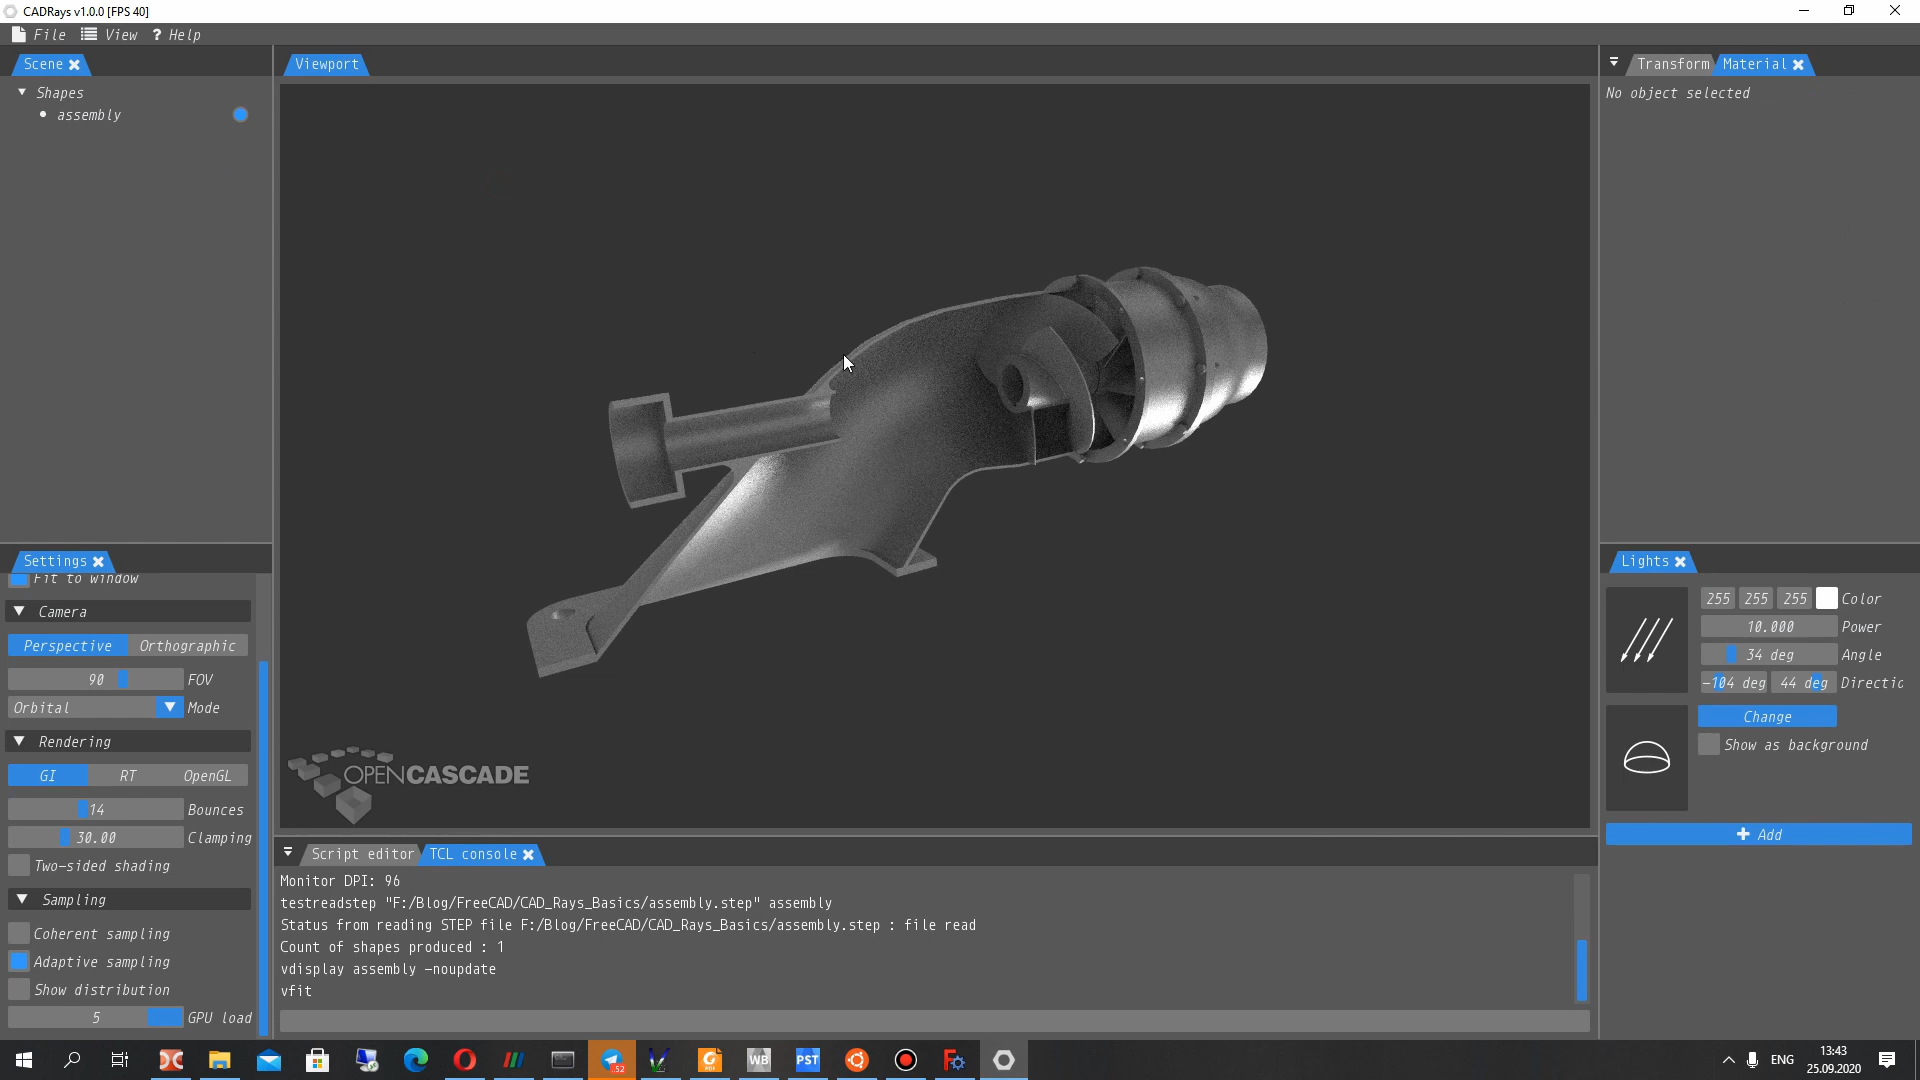 CADRays v1.0.0 [FPS 40]
File View ? Help
Scene
Shapes
assembly
Viewport
Transform Material
No object selected
OPENCASCADE
Settings
Fit to window
Camera
Perspective Orthographic
90 FOV
Orbital Mode
Rendering
GI RT OpenGL
14 Bounces
30.00 Clamping
Two-sided shading
Sampling
Coherent sampling
Adaptive sampling
Show distribution
5 GPU load
Script editor TCL console
Monitor DPI: 96
testreadstep "F:/Blog/FreeCAD/CAD_Rays_Basics/assembly.step" assembly
Status from reading STEP file F:/Blog/FreeCAD/CAD_Rays_Basics/assembly.step : file read
Count of shapes produced : 1
vdisplay assembly -noupdate
vfit
Lights
255 255 255 Color
10.000 Power
34 deg Angle
-104 deg 44 deg Directic
Change
Show as background
+ Add
52
WB
PST
ENG
13:43
25.09.2020